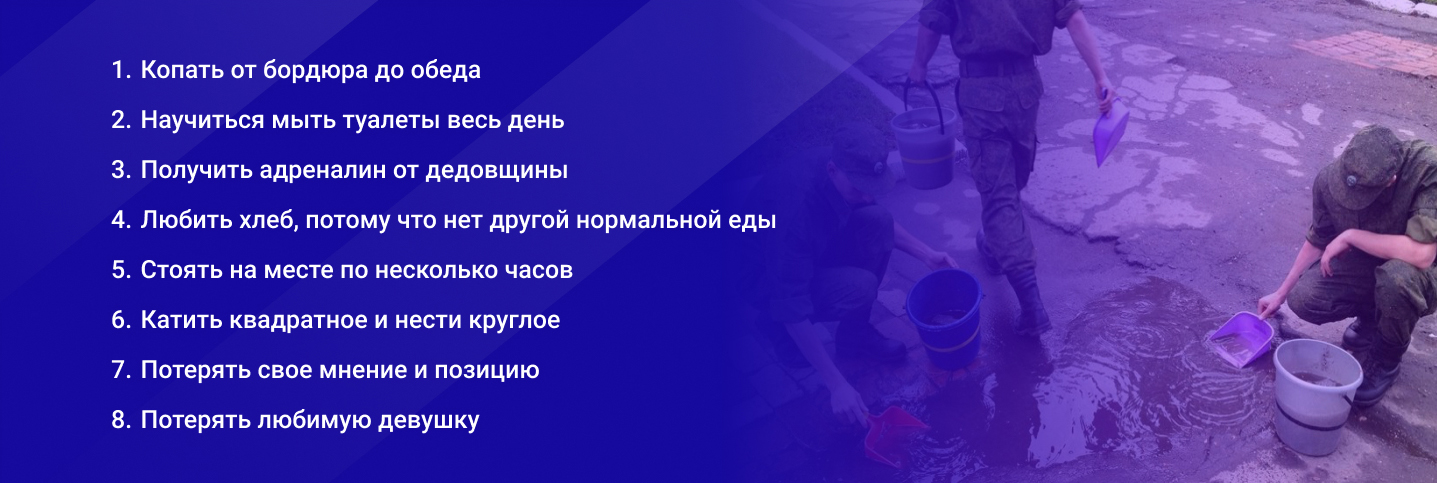 1. Копать от бордюра до обеда
2. Научиться мыть туалеты весь день
3. Получить адреналин от дедовщины
4. Любить хлеб, потому что нет другой нормальной еды
5. Стоять на месте по несколько часов
6. Катить квадратное и нести круглое
7. Потерять свое мнение и позицию
8. Потерять любимую девушку